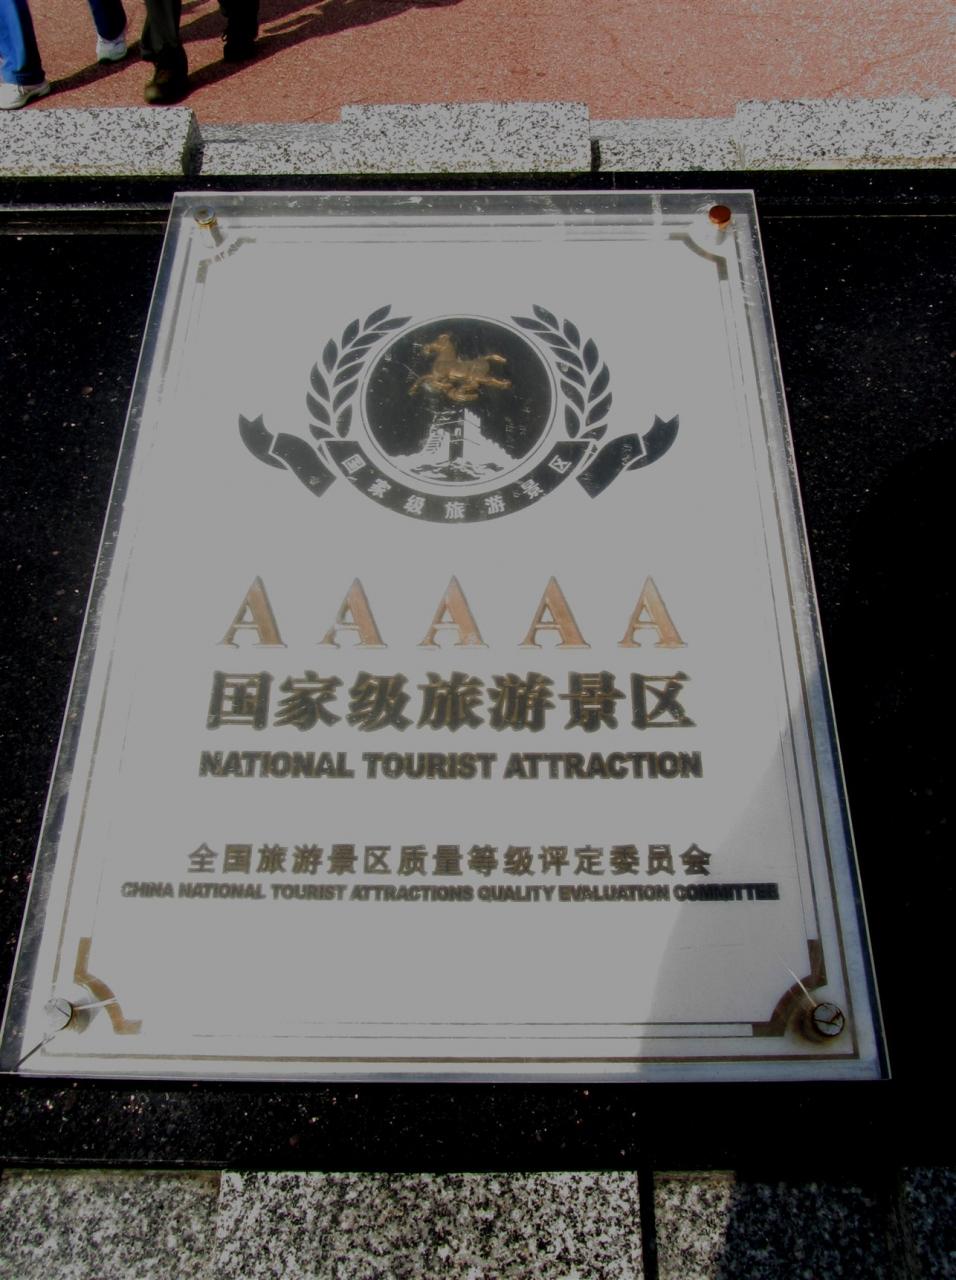 国家级旅游景区
AAAAA
国家级旅游景区
NATIONAL TOURIST ATTRACTION
全国旅游景区质量等级评定委员会
CHINA NATIONAL TOURIST ATTRACTIONS QUALITY EVALUATION COMMITTEE